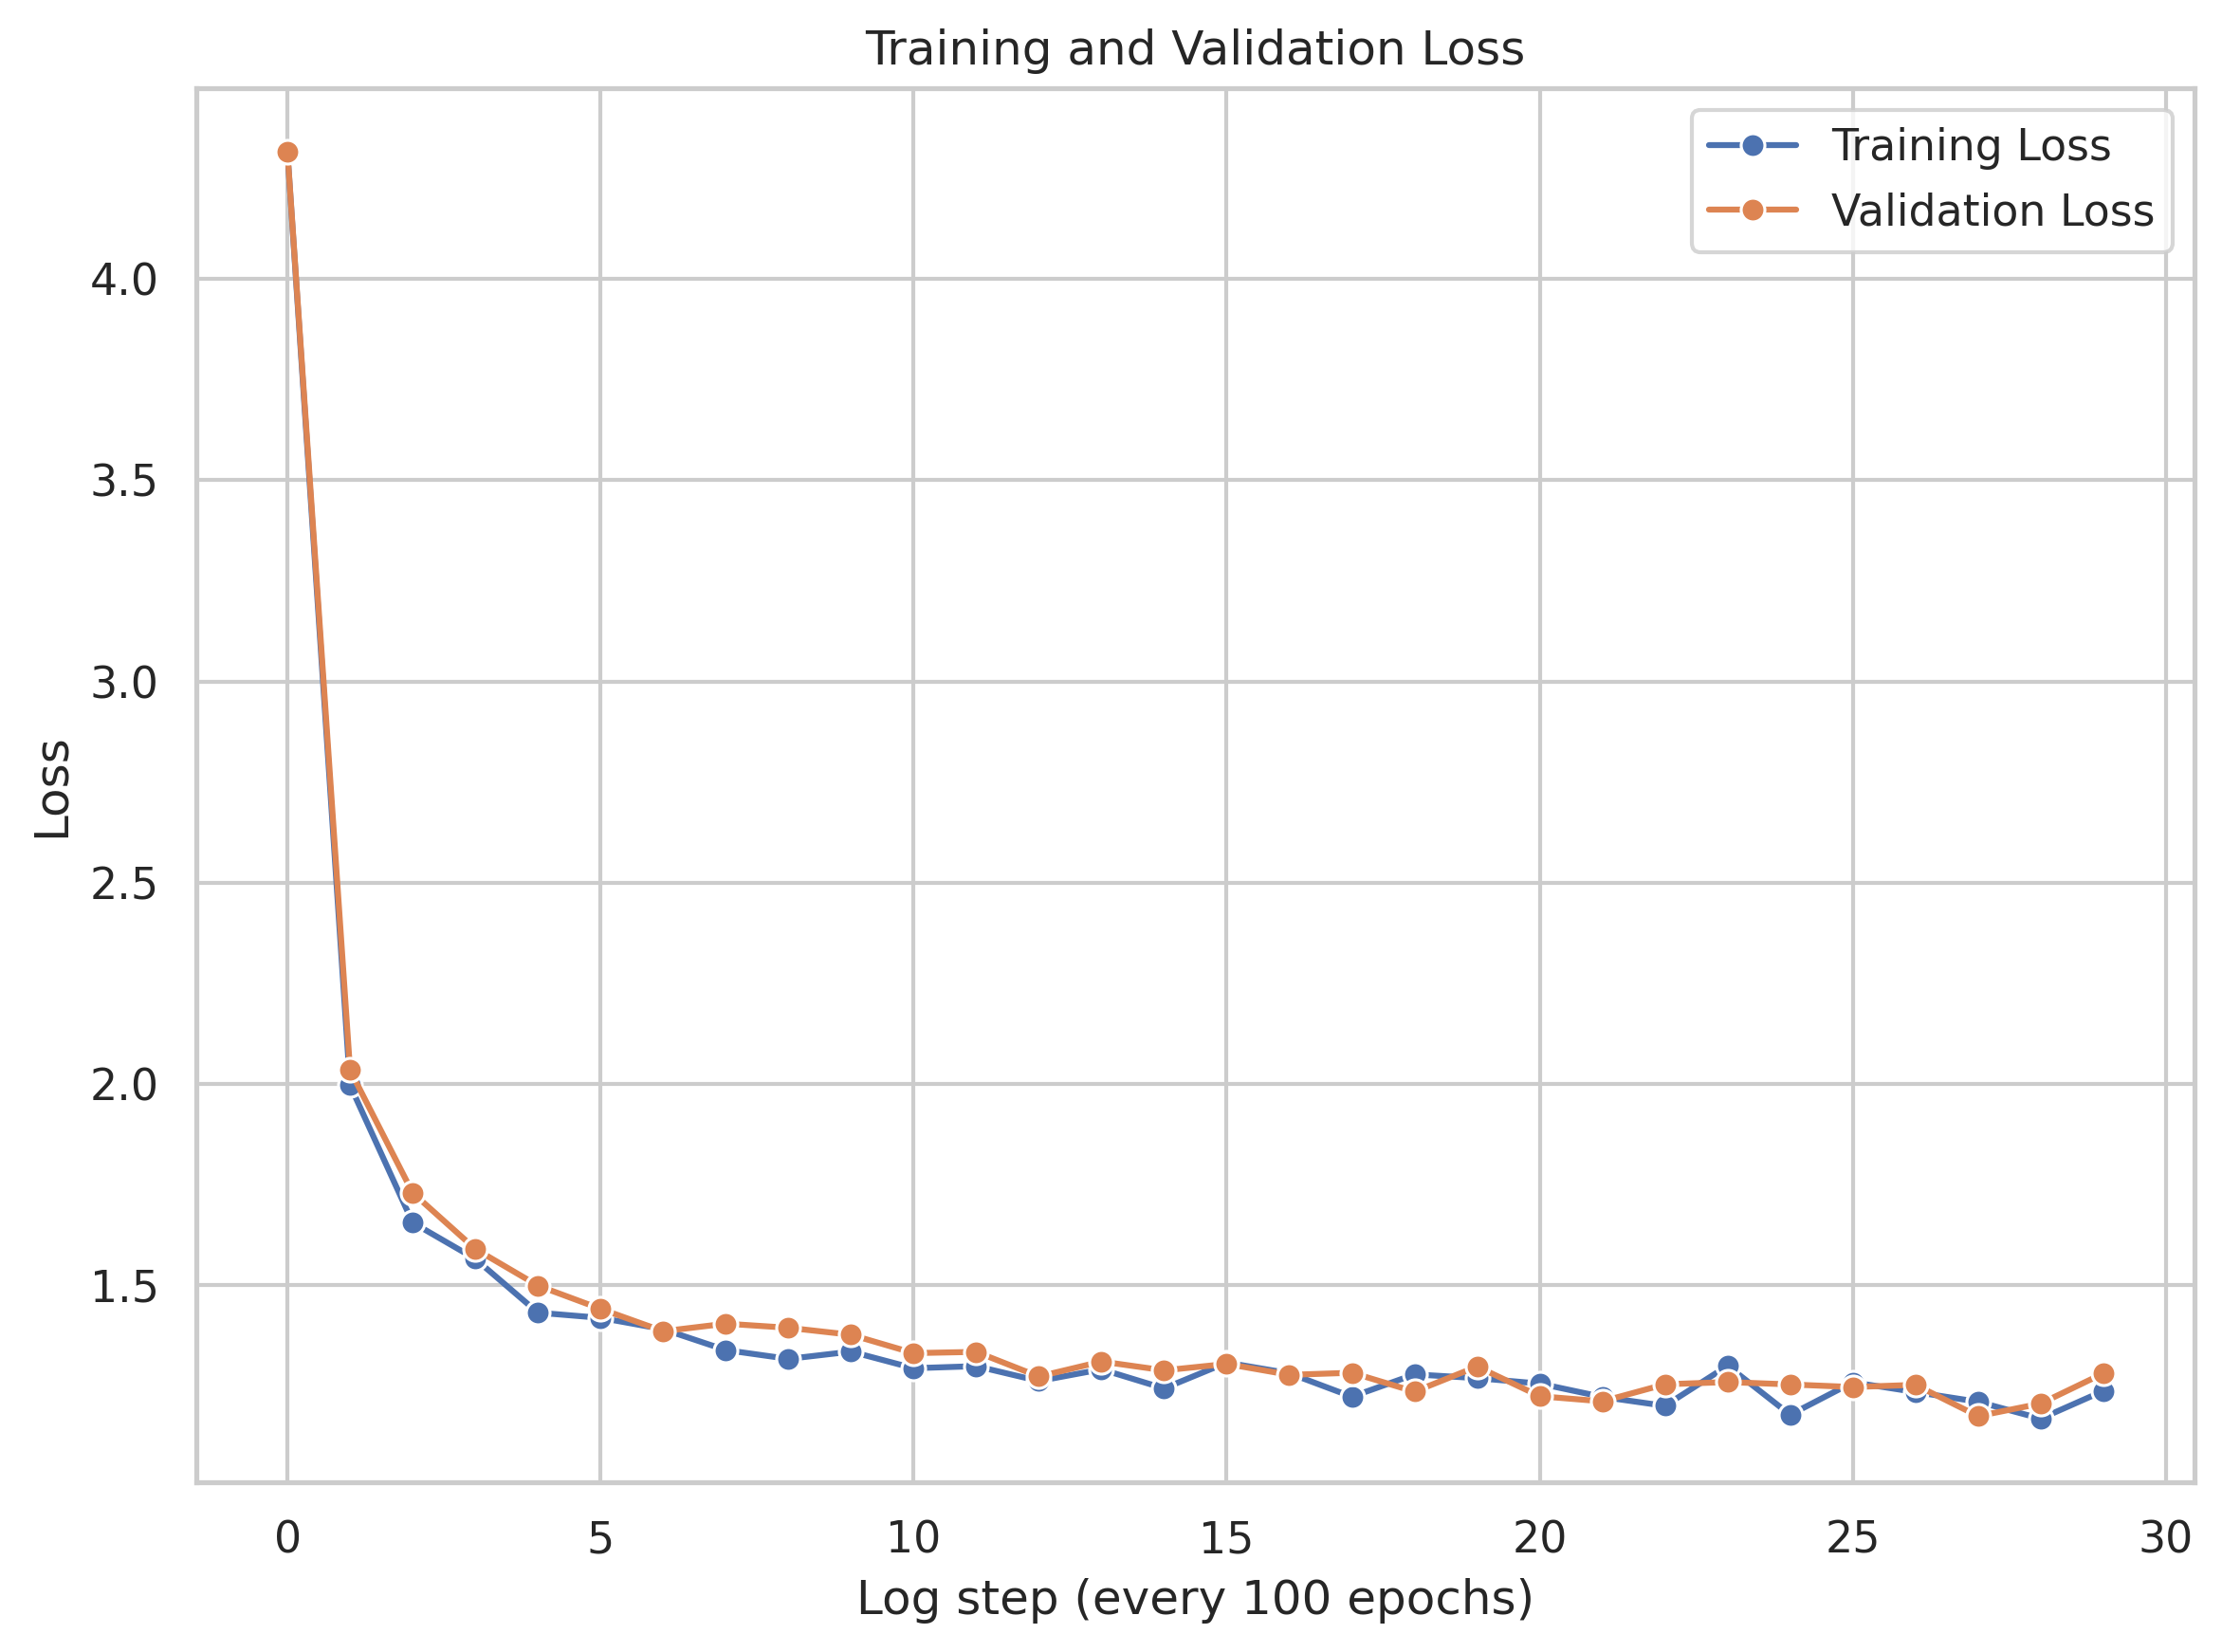 Training and Validation Loss
Training Loss
Validation Loss
4.0
3.5
3.0
2.5
2.0
1.5
Loss
0 5 10 15 20 25 30
Log step (every 100 epochs)